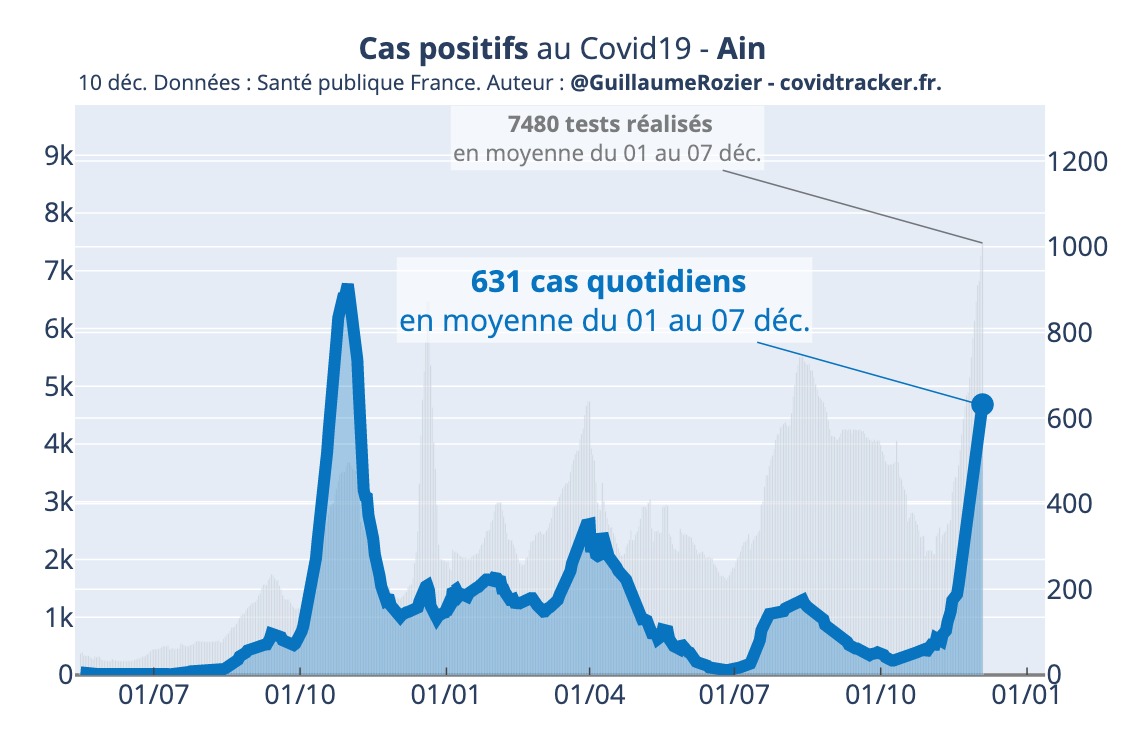 Cas positifs au Covid19 - Ain
10 déc. Données : Santé publique France. Auteur : @GuillaumeRozier - covidtracker.fr.
7480 tests réalisés
en moyenne du 01 au 07 déc.
9k
1200
8k
1000
7k
631 cas quotidiens
en moyenne du 01 au 07 déc.
6k
800
5k
4k
600
3k
400
2k
200
1k
0
0
01/07
01/10
01/01
01/04
01/07
01/10
01/01